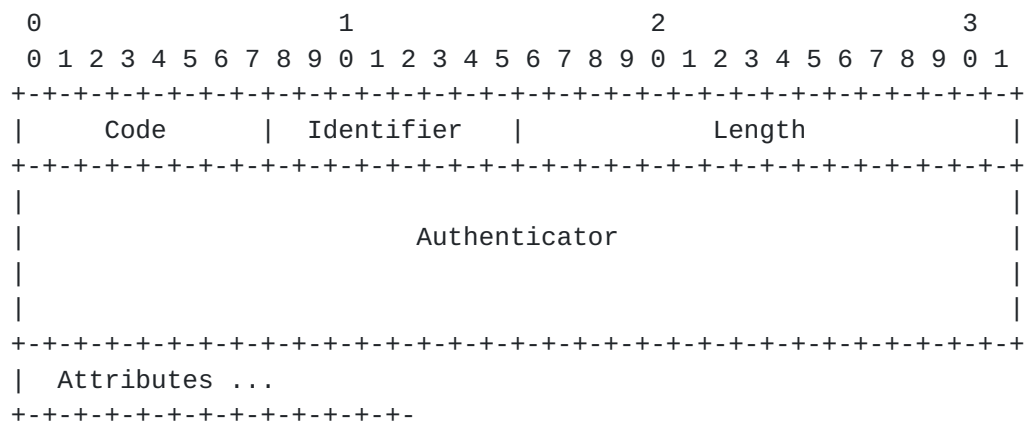 0                   1                   2                   3
 0 1 2 3 4 5 6 7 8 9 0 1 2 3 4 5 6 7 8 9 0 1 2 3 4 5 6 7 8 9 0 1
+-+-+-+-+-+-+-+-+-+-+-+-+-+-+-+-+-+-+-+-+-+-+-+-+-+-+-+-+-+-+-+-+
|     Code      |  Identifier   |            Length             |
+-+-+-+-+-+-+-+-+-+-+-+-+-+-+-+-+-+-+-+-+-+-+-+-+-+-+-+-+-+-+-+-+
|                                                               |
|                         Authenticator                         |
|                                                               |
|                                                               |
+-+-+-+-+-+-+-+-+-+-+-+-+-+-+-+-+-+-+-+-+-+-+-+-+-+-+-+-+-+-+-+-+
|  Attributes ...
+-+-+-+-+-+-+-+-+-+-+-+-+-